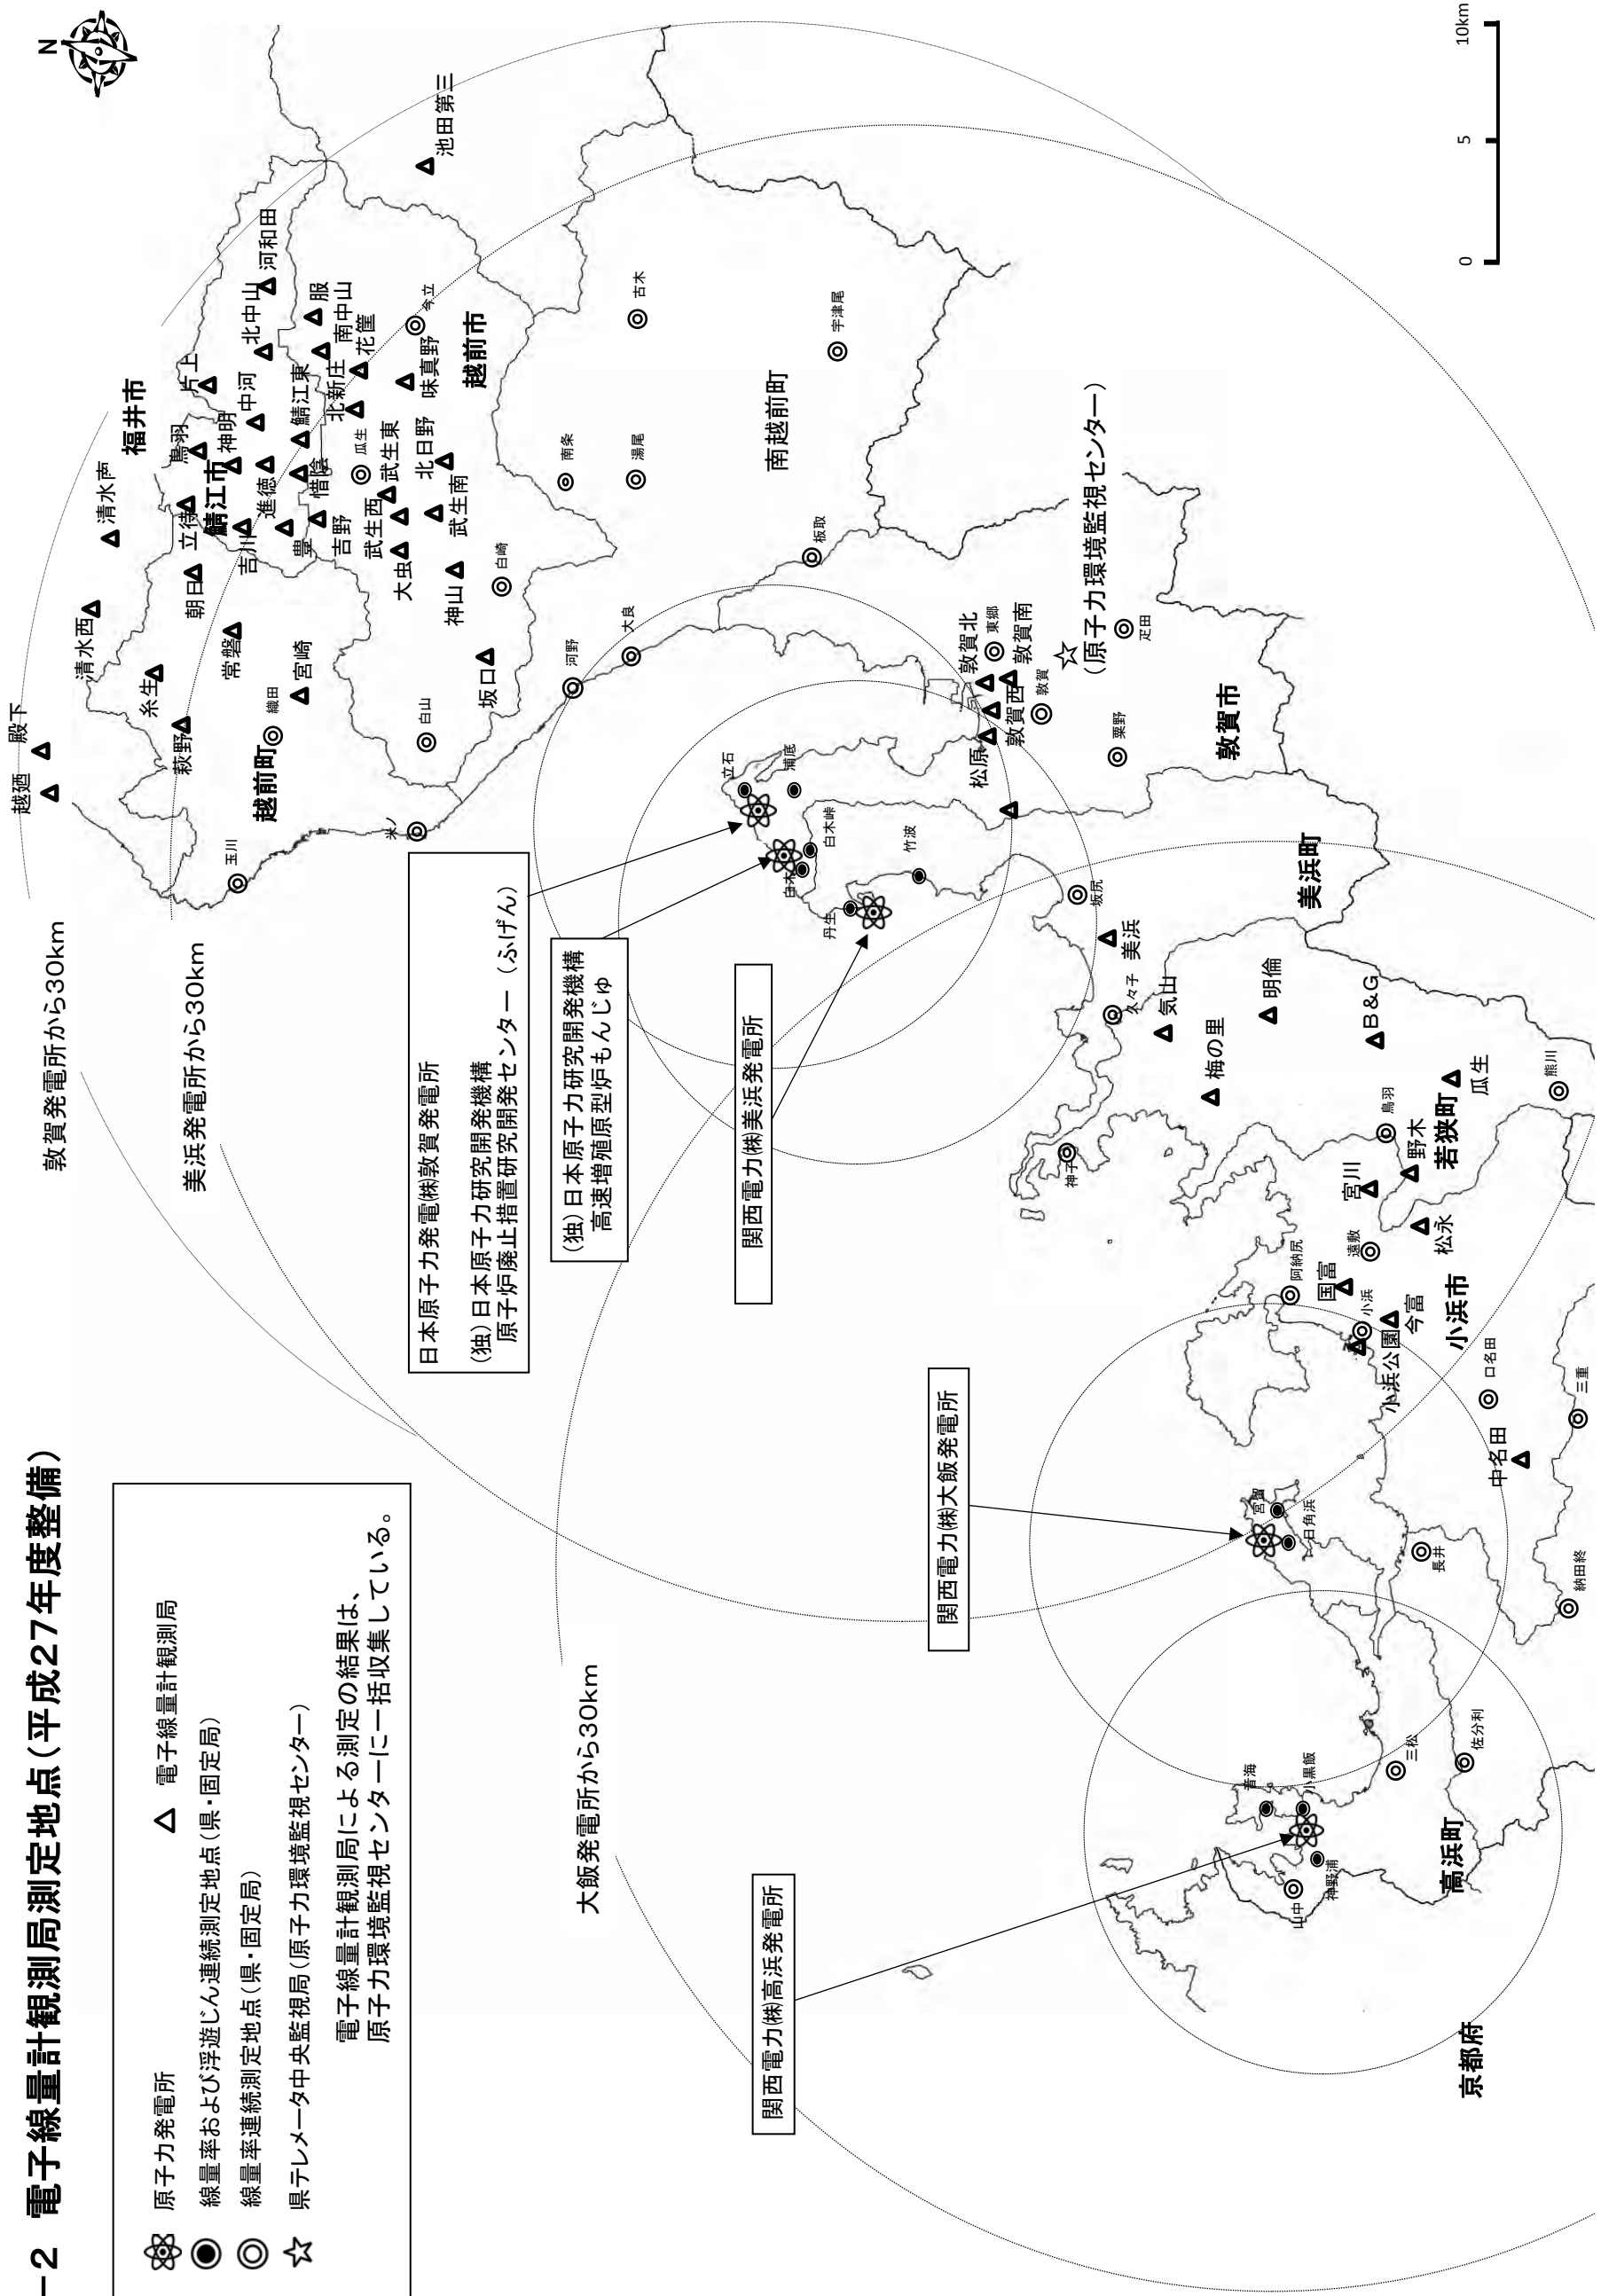 －２　電子線量計観測局測定地点（平成２７年度整備）
原子力発電所
電子線量計観測局
線量率および浮遊じん連続測定地点（県・固定局）
線量率連続測定地点（県・固定局）
県テレメータ中央監視局（原子力環境監視センター）
電子線量計観測局による測定の結果は、
原子力環境監視センターに一括収集している。
N
敦賀発電所から30km
美浜発電所から30km
大飯発電所から30km
日本原子力発電㈱敦賀発電所
（独）日本原子力研究開発機構
原子炉廃止措置研究開発センター（ふげん）
（独）日本原子力研究開発機構
高速増殖原型炉もんじゅ
関西電力㈱美浜発電所
関西電力㈱大飯発電所
関西電力㈱高浜発電所
越廼
殿下
清水西
清水声
福井市
糸生
萩野
朝日
常磐
宮崎
織田
越前町
玉川
米ノ
立待
鳥羽
片上
鯖江市
神明
中河
北中山
河和田
吉川
進徳
鯖江東
惜陰
豊
吉野
北新庄
南中山
服
花筐
今立
瓜生
武生東
武生西
大虫
北日野
味真野
武生南
神山
白崎
越前市
池田第三
白山
坂口
河野
大良
南条
湯尾
古木
宇津尾
南越前町
板取
立石
浦底
白木
白木峠
丹生
竹波
松原
敦賀北
東郷
敦賀南
敦賀西
敦賀
（原子力環境監視センター）
疋田
粟野
敦賀市
坂尻
美浜
久々子
美浜町
気山
梅の里
明倫
B&G
神子
鳥羽
野木
若狭町
瓜生
熊川
宮川
松永
遠敷
阿納尻
国富
小浜
今富
小浜公園
小浜市
口名田
中名田
三重
宮留
日角浜
長井
納田終
佐分利
三松
音海
小黒飯
神野浦
山中
高浜町
京都府
0
5
10km